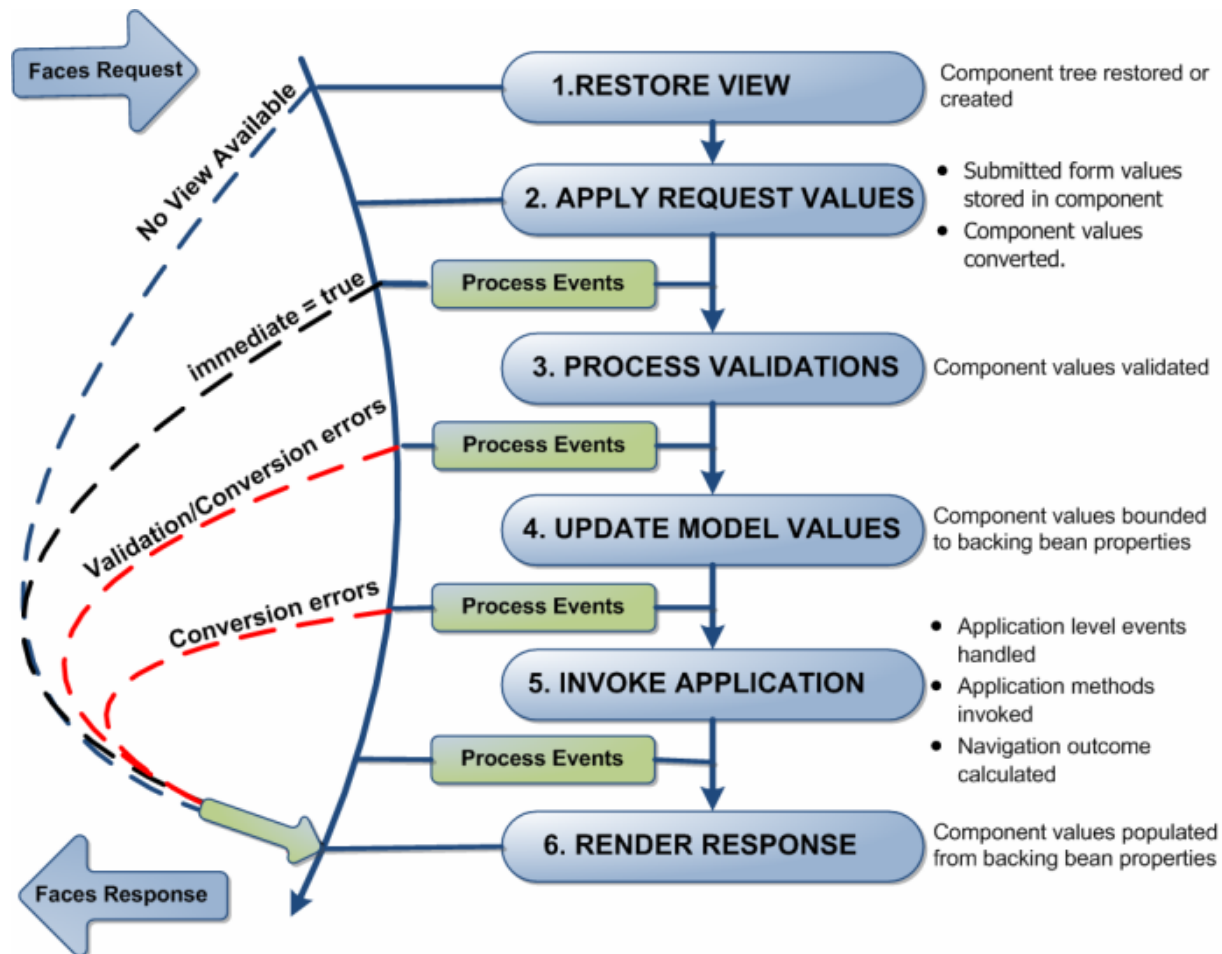 Faces Request
1.RESTORE VIEW
Component tree restored or
created
No View Available
2. APPLY REQUEST VALUES
• Submitted form values
stored in component
• Component values
converted.
Process Events
immediate = true
3. PROCESS VALIDATIONS
Component values validated
Process Events
Validation/Conversion errors
4. UPDATE MODEL VALUES
Component values bounded
to backing bean properties
Process Events
Conversion errors
5. INVOKE APPLICATION
• Application level events
handled
• Application methods
invoked
• Navigation outcome
calculated
Process Events
6. RENDER RESPONSE
Component values populated
from backing bean properties
Faces Response